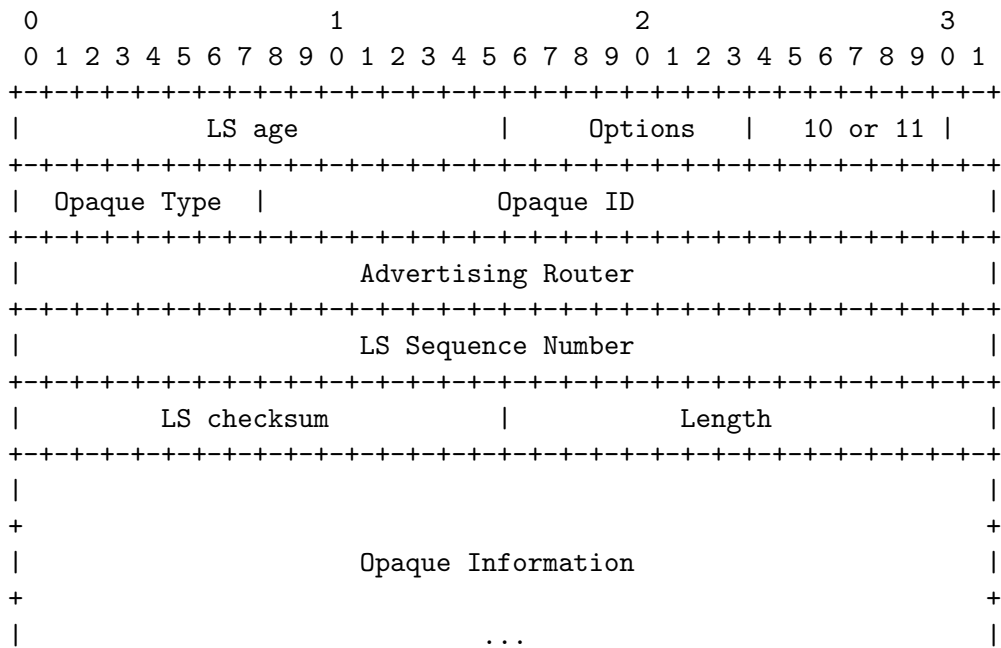 0                   1                   2                   3
 0 1 2 3 4 5 6 7 8 9 0 1 2 3 4 5 6 7 8 9 0 1 2 3 4 5 6 7 8 9 0 1
+-+-+-+-+-+-+-+-+-+-+-+-+-+-+-+-+-+-+-+-+-+-+-+-+-+-+-+-+-+-+-+-+
|            LS age             |     Options   |   10 or 11 |
+-+-+-+-+-+-+-+-+-+-+-+-+-+-+-+-+-+-+-+-+-+-+-+-+-+-+-+-+-+-+-+-+
|  Opaque Type  |               Opaque ID                       |
+-+-+-+-+-+-+-+-+-+-+-+-+-+-+-+-+-+-+-+-+-+-+-+-+-+-+-+-+-+-+-+-+
|                      Advertising Router                       |
+-+-+-+-+-+-+-+-+-+-+-+-+-+-+-+-+-+-+-+-+-+-+-+-+-+-+-+-+-+-+-+-+
|                      LS Sequence Number                       |
+-+-+-+-+-+-+-+-+-+-+-+-+-+-+-+-+-+-+-+-+-+-+-+-+-+-+-+-+-+-+-+-+
|         LS checksum           |           Length              |
+-+-+-+-+-+-+-+-+-+-+-+-+-+-+-+-+-+-+-+-+-+-+-+-+-+-+-+-+-+-+-+-+
|                                                               |
+                                                               +
|                      Opaque Information                       |
+                                                               +
|                              ...                              |